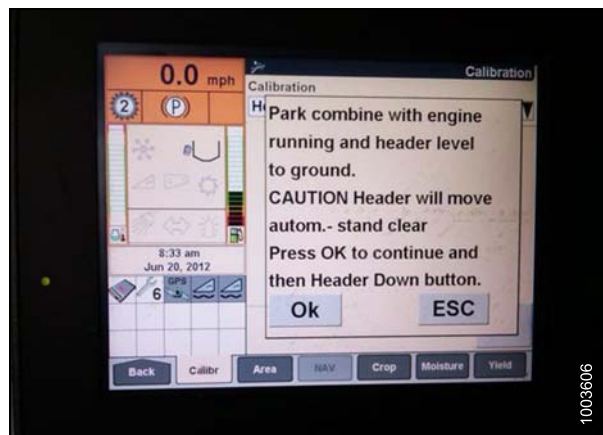 0.0 mph
Calibration
2
P
Calibration
He
Park combine with engine
running and header level
to ground.
CAUTION Header will move
autom.- stand clear
Press OK to continue and
then Header Down button.
Ok
ESC
8:33 am
Jun 20, 2012
6
GPS
Back
Calibr
Area
NAV
Crop
Moisture
Yield
1003606